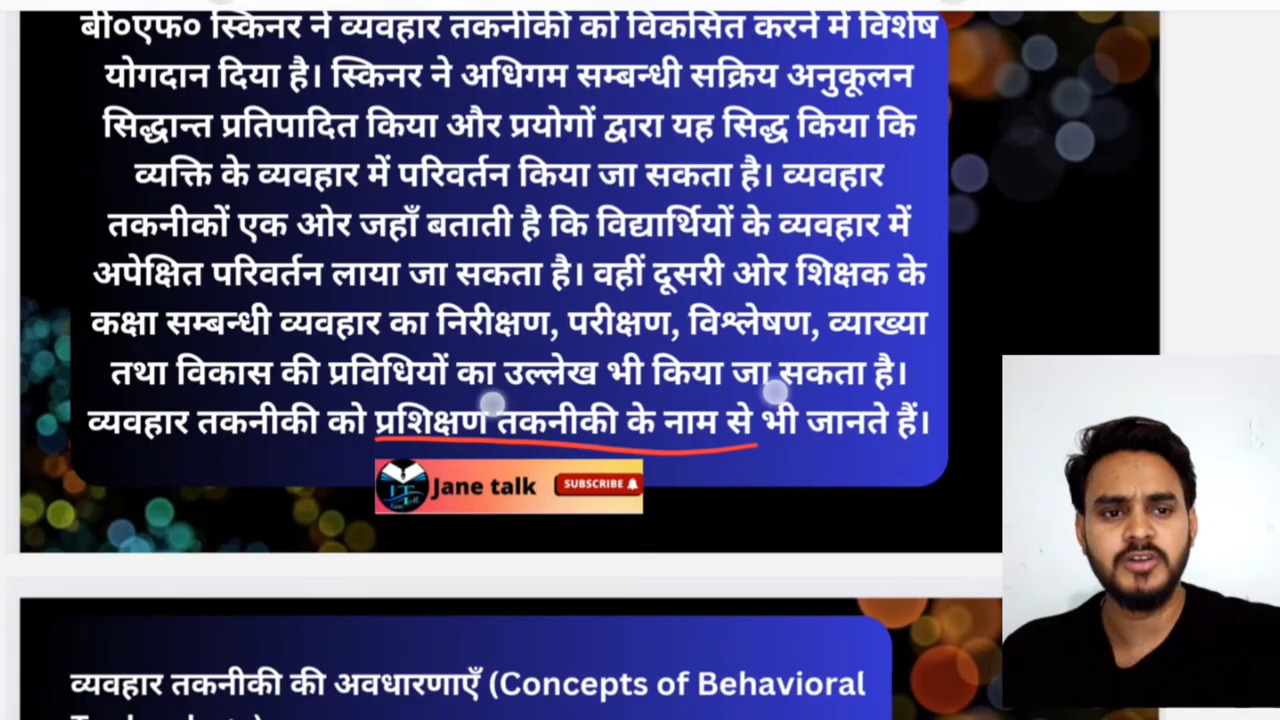 बी०एफ० स्किनर ने व्यवहार तकनीकी को विकसित करने में विशेष
योगदान दिया है। स्किनर ने अधिगम सम्बन्धी सक्रिय अनुकूलन
सिद्धान्त प्रतिपादित किया और प्रयोगों द्वारा यह सिद्ध किया कि
व्यक्ति के व्यवहार में परिवर्तन किया जा सकता है। व्यवहार
तकनीकों एक ओर जहाँ बताती है कि विद्यार्थियों के व्यवहार में
अपेक्षित परिवर्तन लाया जा सकता है। वहीं दूसरी ओर शिक्षक के
कक्षा सम्बन्धी व्यवहार का निरीक्षण, परीक्षण, विश्लेषण, व्याख्या
तथा विकास की प्रविधियों का उल्लेख भी किया जा सकता है।
व्यवहार तकनीकी को प्रशिक्षण तकनीकी के नाम से भी जानते हैं।
Jane talk SUBSCRIBE
व्यवहार तकनीकी की अवधारणाएँ (Concepts of Behavioral